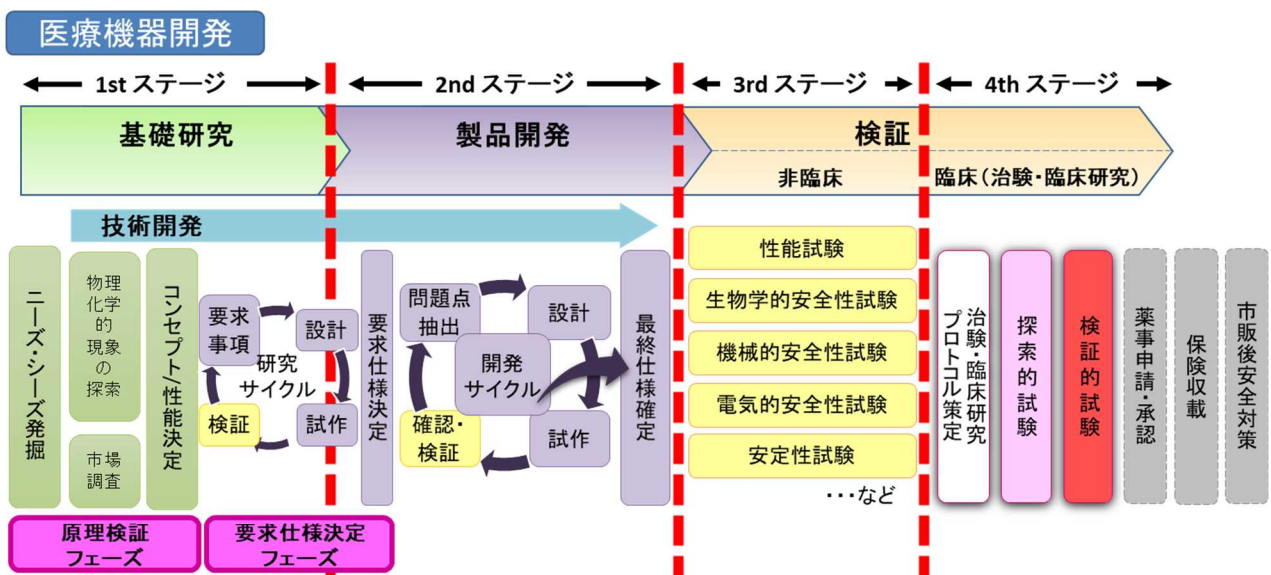 医療機器開発
1st ステージ
2nd ステージ
3rd ステージ
4th ステージ
基礎研究
製品開発
検証
非臨床
臨床(治験・臨床研究)
技術開発
ニーズ・シーズ発掘
物理
化学
的
現象
の
探索
市場
調査
コンセプト/性能決定
要求
事項
設計
研究
サイクル
検証
試作
要求仕様決定
問題点
抽出
設計
開発
サイクル
確認・
検証
試作
最終仕様確定
性能試験
生物学的安全性試験
機械的安全性試験
電気的安全性試験
安定性試験
・・・など
治験・臨床研究
プロトコル策定
探索的試験
検証的試験
薬事申請・承認
保険収載
市販後安全対策
原理検証
フェーズ
要求仕様決定
フェーズ